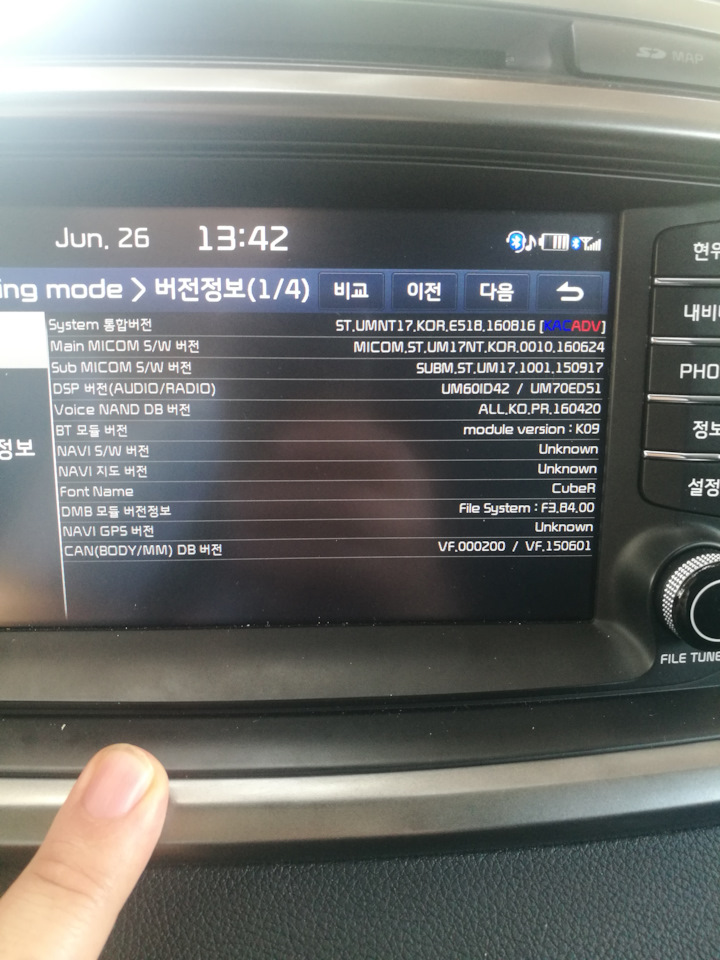 SD MAP
Jun. 26 13:42
ing mode > 버전정보(1/4) 비교 이전 다음
System 통합버전 ST.UMNT17.KOR.E518.160816 [KACADV]
Main MICOM S/W 버전 MICOM.ST.UM17NT.KOR.0010.160624
Sub MICOM S/W 버전 SUBM.ST.UM17.1001.150917
DSP 버전(AUDIO/RADIO) UM60ID42 / UM70ED51
Voice NAND DB 버전 ALL.KO.PR.160420
BT 모듈 버전 module version : K09
NAVI S/W 버전 Unknown
NAVI 지도 버전 Unknown
Font Name CubeR
DMB 모듈 버전정보 File System : F3.84.00
NAVI GPS 버전 Unknown
CAN(BODY/MM) DB 버전 VF.000200 / VF.150601
정보
현우
내비
PHO
정보
설정
FILE TUNE